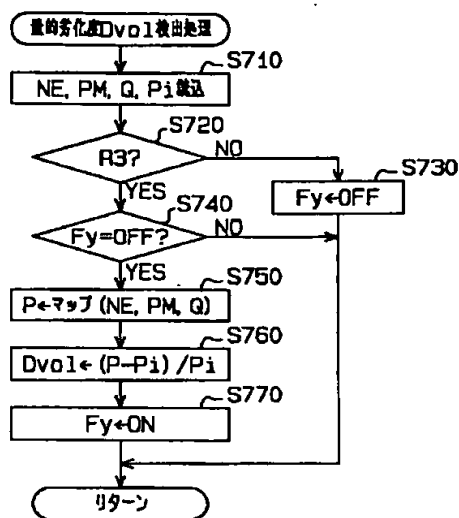 量的劣化度Dvol検出処理
S710
NE, PM, Q, Pi読込
S720
R3?
NO
S730
YES
Fy←OFF
S740
Fy=OFF?
NO
YES
S750
P←マップ(NE, PM, Q)
S760
Dvol←(P-Pi)/Pi
S770
Fy←ON
リターン